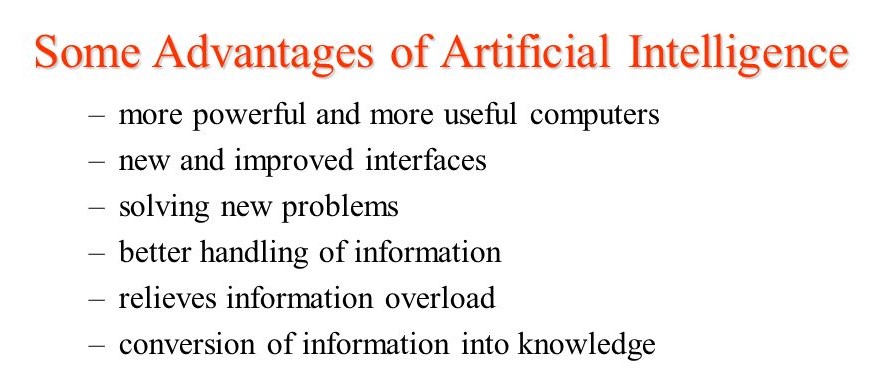 Some Advantages of Artificial Intelligence
– more powerful and more useful computers
– new and improved interfaces
– solving new problems
– better handling of information
– relieves information overload
– conversion of information into knowledge